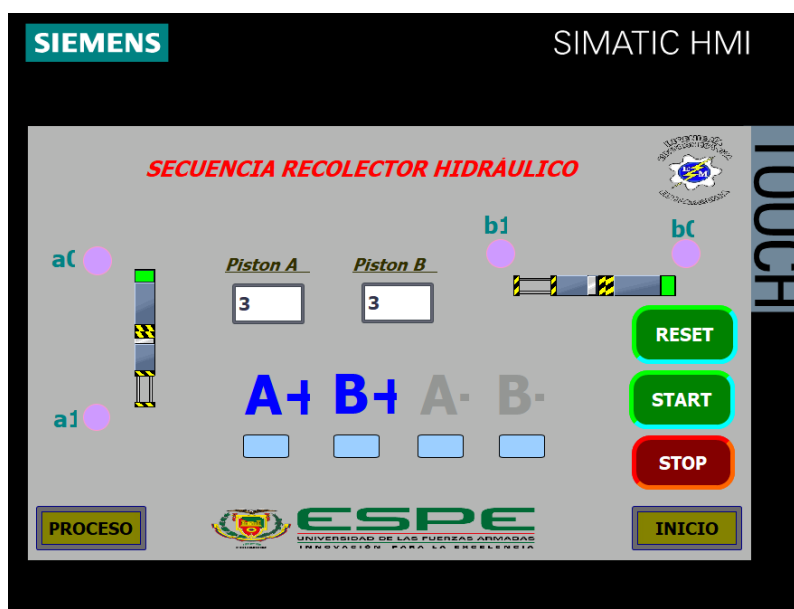 SIEMENS
SIMATIC HMI
TOUCH
SECUENCIA RECOLECTOR HIDRÁULICO
b1
b0
a0
Piston A
Piston B
3
3
RESET
A+ B+ A- B-
START
a1
STOP
PROCESO
ESPE
UNIVERSIDAD DE LAS FUERZAS ARMADAS
INNOVACIÓN PARA LA EXCELENCIA
INICIO